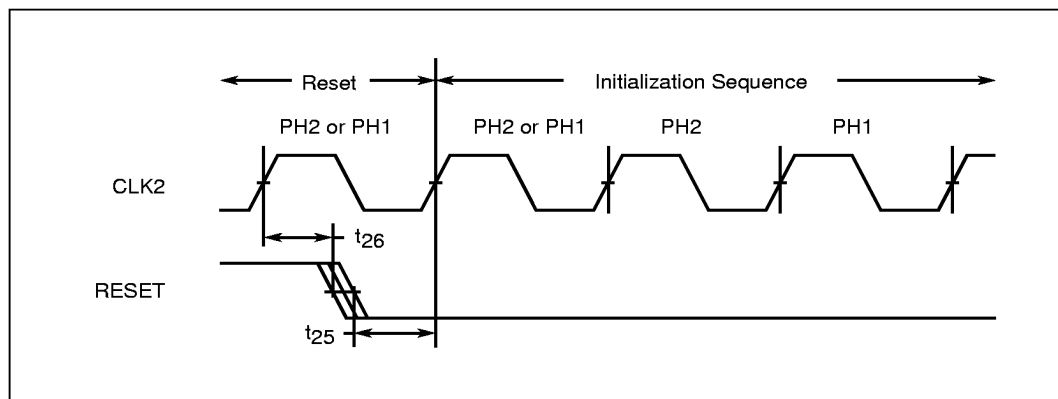 Reset Initialization Sequence
PH2 or PH1 PH2 or PH1 PH2 PH1
CLK2
t26
RESET
t25